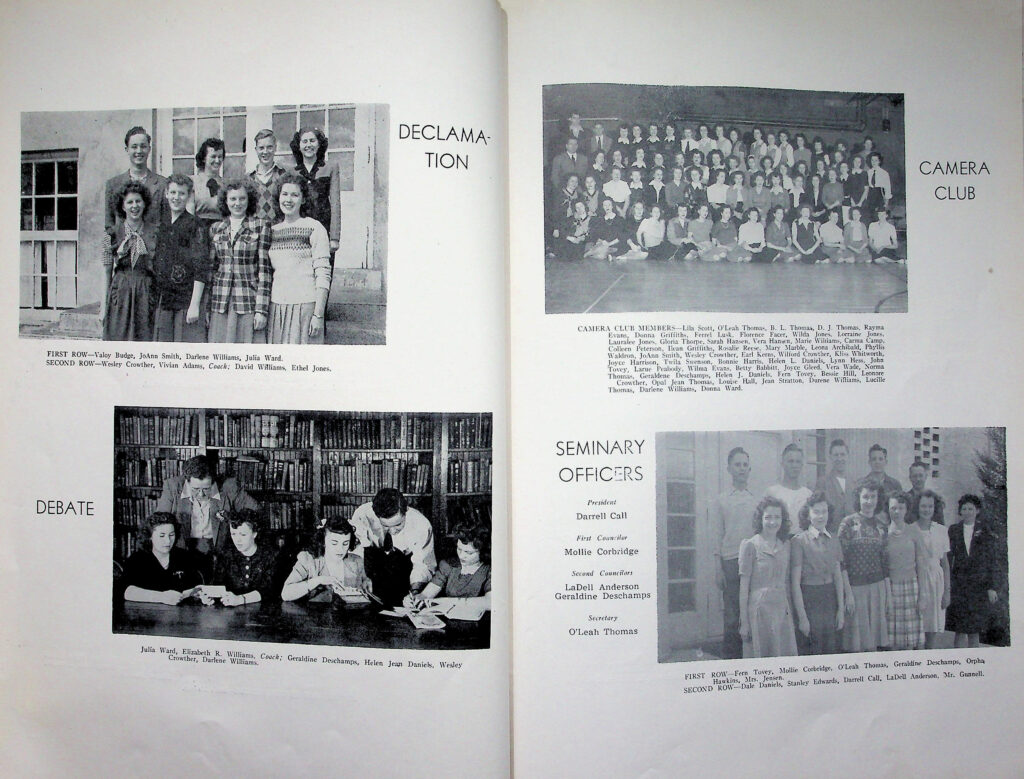 DECLAMA-
TION
FIRST ROW—Valoy Budge, JoAnn Smith, Darlene Williams, Julia Ward.
SECOND ROW—Wesley Crowther, Vivian Adams, Coach; David Williams, Ethel Jones.
DEBATE
Julia Ward, Elizabeth R. Williams, Coach; Geraldine Deschamps, Helen Jean Daniels, Wesley
Crowther, Darlene Williams.
CAMERA
CLUB
CAMERA CLUB MEMBERS—Lila Scott, O'Leah Thomas, B. L. Thomas, D. J. Thomas, Rayma
Evans, Donna Griffiths, Ferrel Lusk, Florence Facer, Wilda Jones, Lorraine Jones,
Lauralee Jones, Gloria Thorpe, Sarah Hansen, Vera Hansen, Marie Williams, Carma Camp,
Colleen Peterson, Ilean Griffiths, Rosalie Reese, Mary Marble, Leona Archibald, Phyllis
Waldron, JoAnn Smith, Wesley Crowther, Earl Kerns, Wilford Crowther, Kliss Whitworth,
Joyce Harrison, Twila Swenson, Bonnie Harris, Helen L. Daniels, Lynn Hess, John
Tovey, Larue Peabody, Wilma Evans, Betty Babbitt, Joyce Gleed, Vera Wade, Norma
Thomas, Geraldene Deschamps, Helen J. Daniels, Fern Tovey, Bessie Hill, Leonore
Crowther, Opal Jean Thomas, Louise Hall, Jean Stratton, Durene Williams, Lucille
Thomas, Darlene Williams, Donna Ward.
SEMINARY
OFFICERS
President
Darrell Call
First Councilor
Mollie Corbridge
Second Councilors
LaDell Anderson
Geraldine Deschamps
Secretary
O'Leah Thomas
FIRST ROW—Fern Tovey, Mollie Corbridge, O'Leah Thomas, Geraldine Deschamps, Orpha
Hawkins, Mrs. Jensen.
SECOND ROW—Dale Daniels, Stanley Edwards, Darrell Call, LaDell Anderson, Mr. Gunnell.